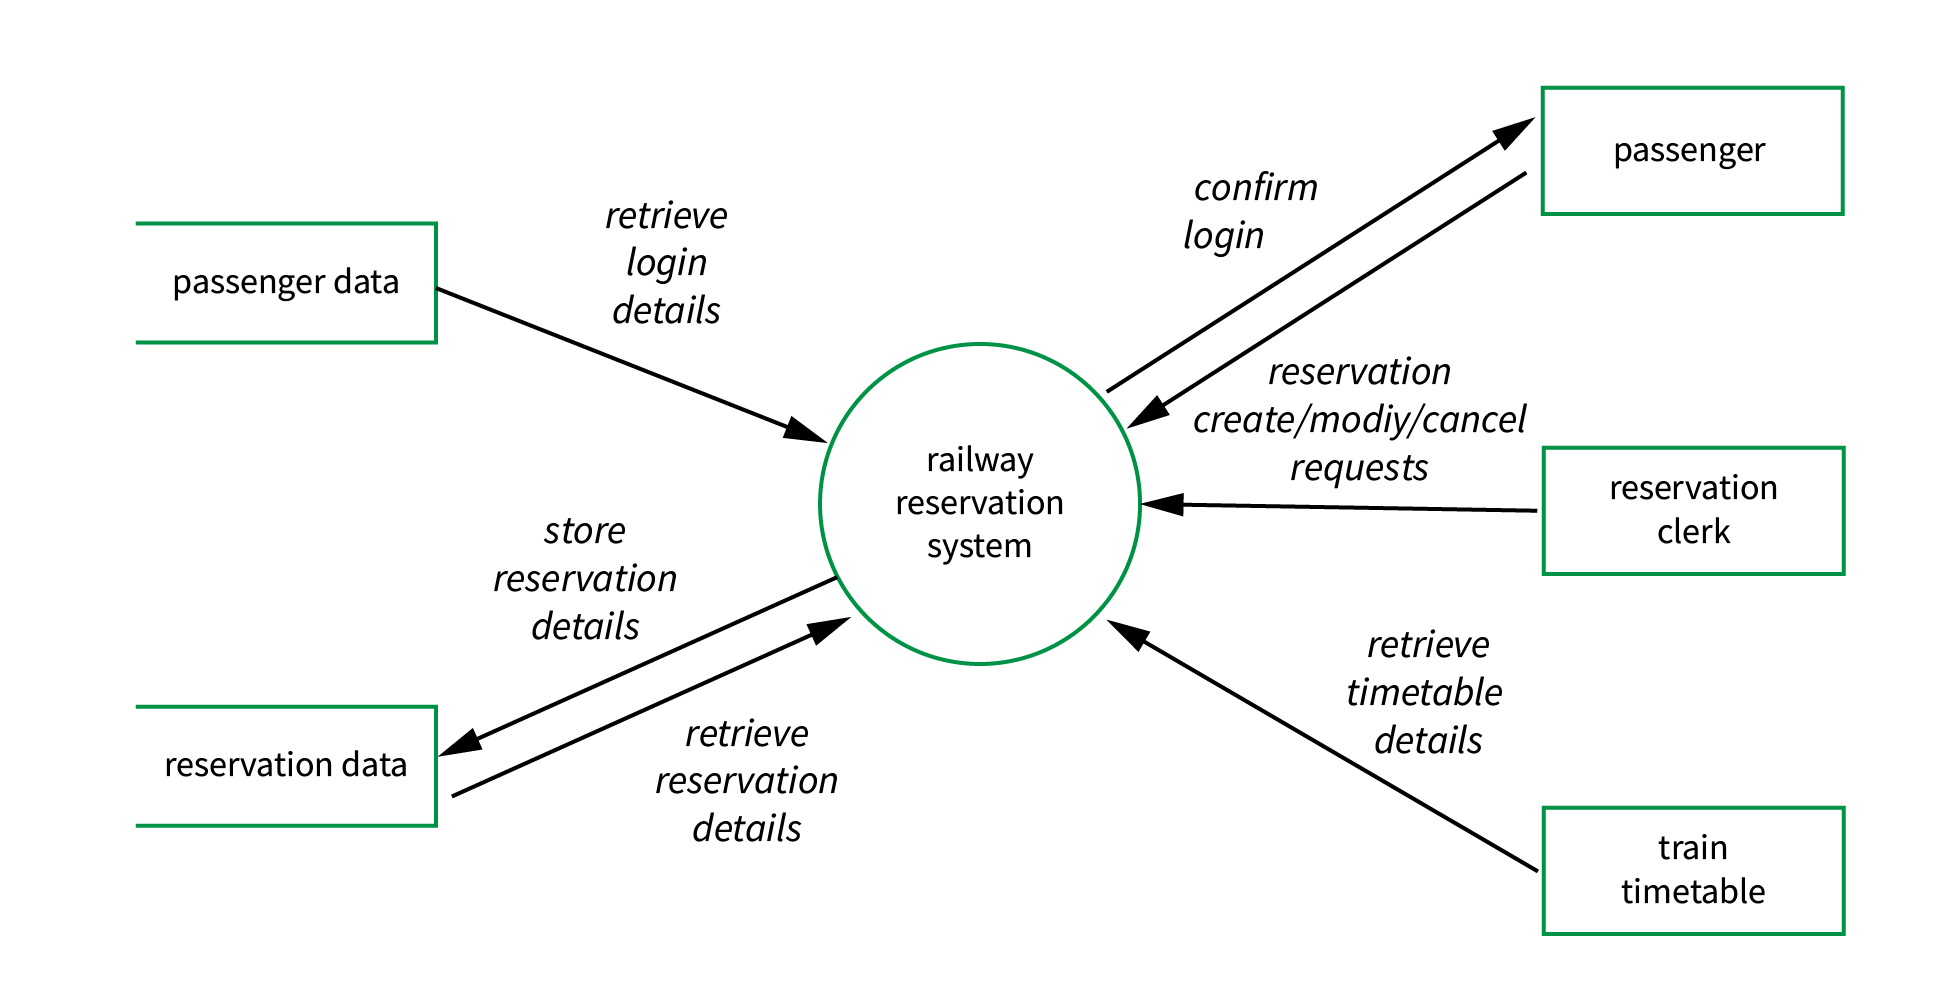 passenger
confirm
login
retrieve
login
details
passenger data
reservation
create/modiy/cancel
requests
railway
reservation
system
reservation
clerk
store
reservation
details
retrieve
timetable
details
reservation data
retrieve
reservation
details
train
timetable